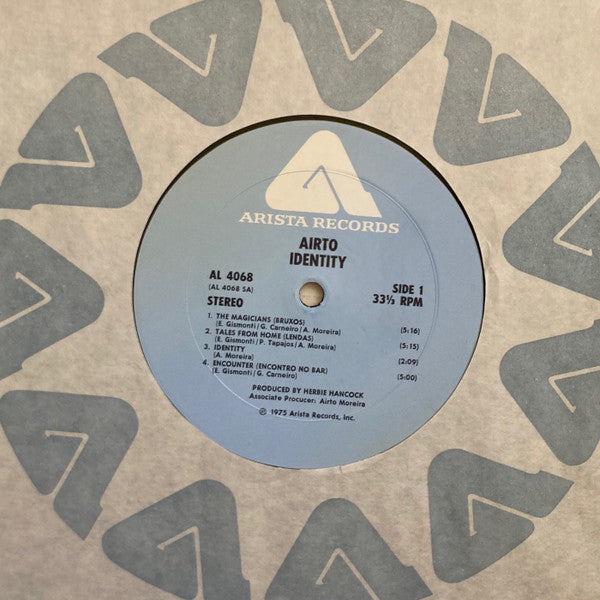 ARISTA RECORDS
AIRTO
IDENTITY
AL 4068
(AL 4068 SA)
STEREO
SIDE 1
33⅓ RPM
1. THE MAGICIANS (BRUXOS) (5:16)
(E. Gismonti/G. Carneiro/A. Moreira)
2. TALES FROM HOME (LENDAS) (5:15)
(E. Gismonti/P. Tapajos/A. Moreira)
3. IDENTITY (2:09)
(A. Moreira)
4. ENCOUNTER (ENCONTRO NO BAR) (5:00)
(E. Gismonti/G. Carneiro)
PRODUCED BY HERBIE HANCOCK
Associate Producer: Airto Moreira
℗ 1975 Arista Records, Inc.